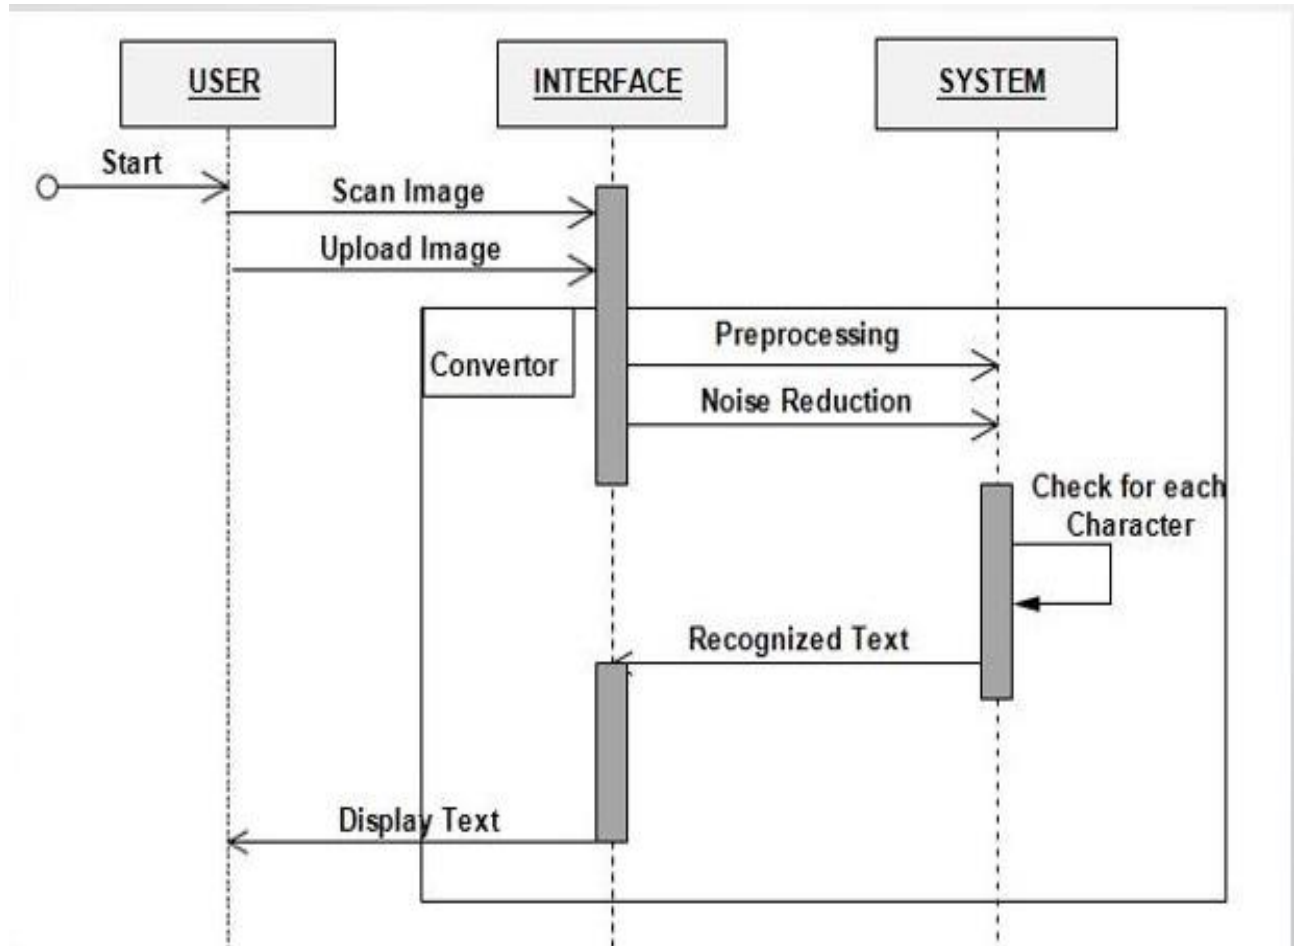 USER
INTERFACE
SYSTEM
Start
Scan Image
Upload Image
Preprocessing
Convertor
Noise Reduction
Check for each
Character
Recognized Text
Display Text